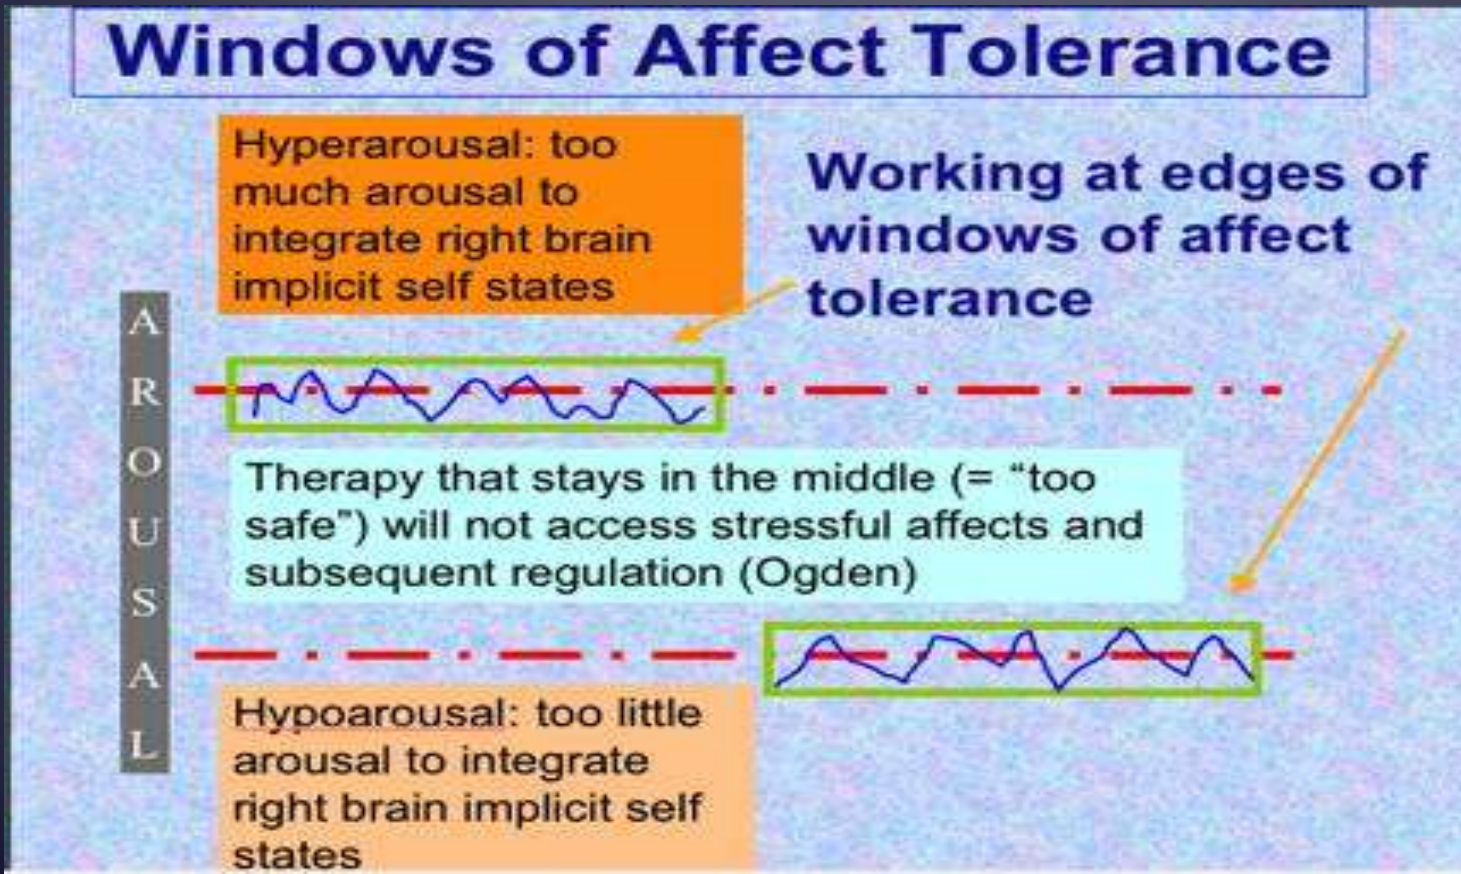 Windows of Affect Tolerance
Hyperarousal: too
much arousal to
integrate right brain
implicit self states
Working at edges of
windows of affect
tolerance
AROUSAL
Therapy that stays in the middle (= “too
safe”) will not access stressful affects and
subsequent regulation (Ogden)
Hypoarousal: too little
arousal to integrate
right brain implicit self
states